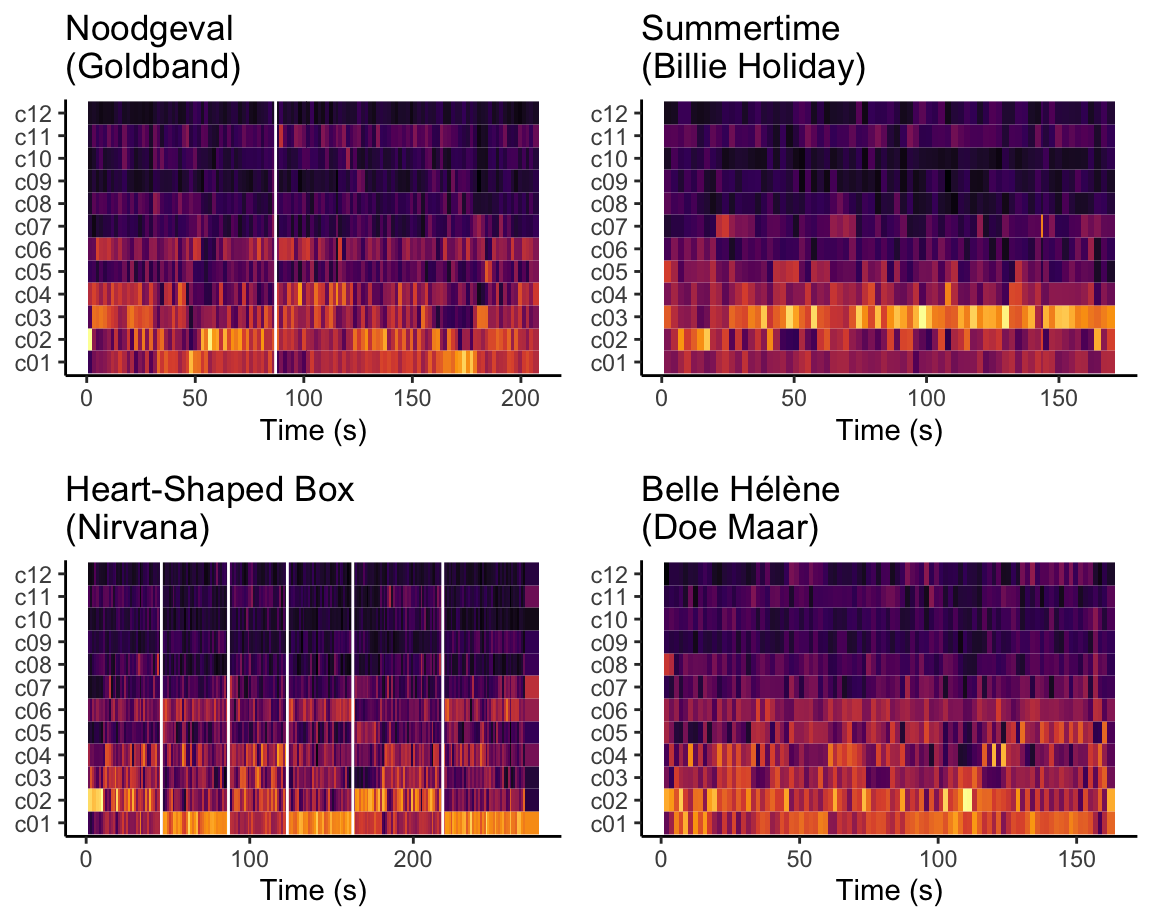 Noodgeval
(Goldband)
c12
c11
c10
c09
c08
c07
c06
c05
c04
c03
c02
c01
0 50 100 150 200
Time (s)
Summertime
(Billie Holiday)
c12
c11
c10
c09
c08
c07
c06
c05
c04
c03
c02
c01
0 50 100 150
Time (s)
Heart-Shaped Box
(Nirvana)
c12
c11
c10
c09
c08
c07
c06
c05
c04
c03
c02
c01
0 100 200
Time (s)
Belle Hélène
(Doe Maar)
c12
c11
c10
c09
c08
c07
c06
c05
c04
c03
c02
c01
0 50 100 150
Time (s)